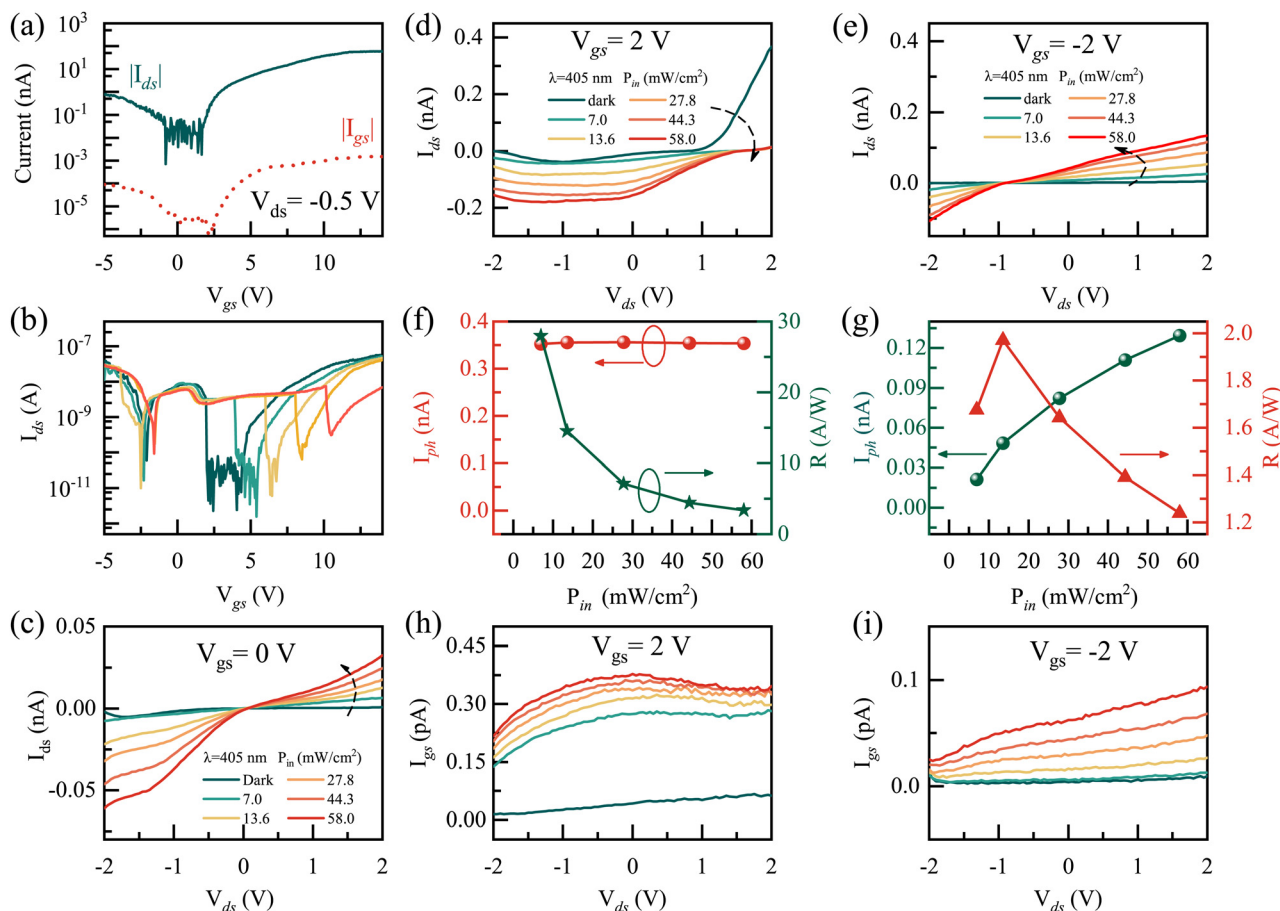 (a)
10³
10¹
10⁻¹
10⁻³
10⁻⁵
Current (nA)
|I_ds|
|I_gs|
V_ds= -0.5 V
-5 0 5 10
V_gs (V)
(d)
0.4
0.2
0.0
-0.2
I_ds (nA)
V_gs= 2 V
λ=405 nm P_in (mW/cm²)
dark 27.8
7.0 44.3
13.6 58.0
-2 -1 0 1 2
V_ds (V)
(e)
0.4
0.2
0.0
I_ds (nA)
V_gs= -2 V
λ=405 nm P_in (mW/cm²)
dark 27.8
7.0 44.3
13.6 58.0
-2 -1 0 1 2
V_ds (V)
(b)
10⁻⁷
10⁻⁹
10⁻¹¹
I_ds (A)
-5 0 5 10
V_gs (V)
(f)
0.4
0.3
0.2
0.1
0.0
I_ph (nA)
30
20
10
0
R (A/W)
0 10 20 30 40 50 60
P_in (mW/cm²)
(g)
0.12
0.09
0.06
0.03
0.00
I_ph (nA)
2.0
1.8
1.6
1.4
1.2
R (A/W)
0 10 20 30 40 50 60
P_in (mW/cm²)
(c)
0.05
0.00
-0.05
I_ds (nA)
V_gs= 0 V
λ=405 nm P_in (mW/cm²)
Dark 27.8
7.0 44.3
13.6 58.0
-2 -1 0 1 2
V_ds (V)
(h)
0.45
0.30
0.15
0.00
I_gs (pA)
V_gs= 2 V
-2 -1 0 1 2
V_ds (V)
(i)
0.1
0.0
I_gs (pA)
V_gs= -2 V
-2 -1 0 1 2
V_ds (V)